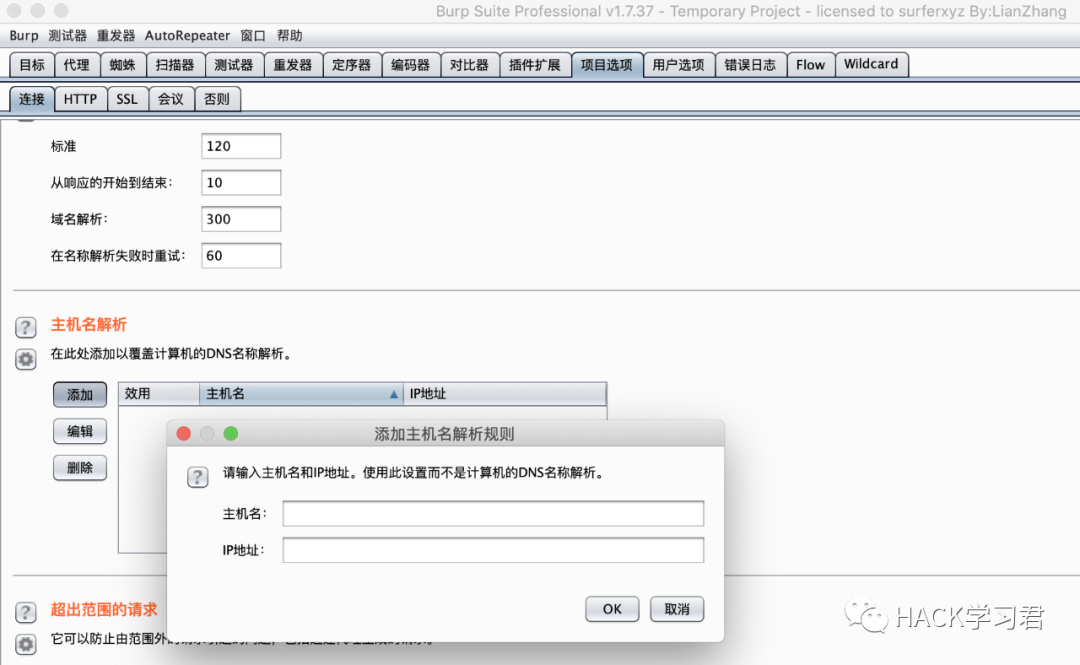 Burp Suite Professional v1.7.37 - Temporary Project - licensed to surferxyz By:LianZhang
Burp 测试器 重发器 AutoRepeater 窗口 帮助
目标 代理 蜘蛛 扫描器 测试器 重发器 定序器 编码器 对比器 插件扩展 项目选项 用户选项 错误日志 Flow Wildcard
连接 HTTP SSL 会议 否则
标准 120
从响应的开始到结束: 10
域名解析: 300
在名称解析失败时重试: 60
? 主机名解析
在此处添加以覆盖计算机的DNS名称解析。
添加 效用 主机名 IP地址
编辑
删除
添加主机名解析规则
? 请输入主机名和IP地址。使用此设置而不是计算机的DNS名称解析。
主机名:
IP地址:
OK 取消
? 超出范围的请求
它可以防止由范围外
HACK学习君